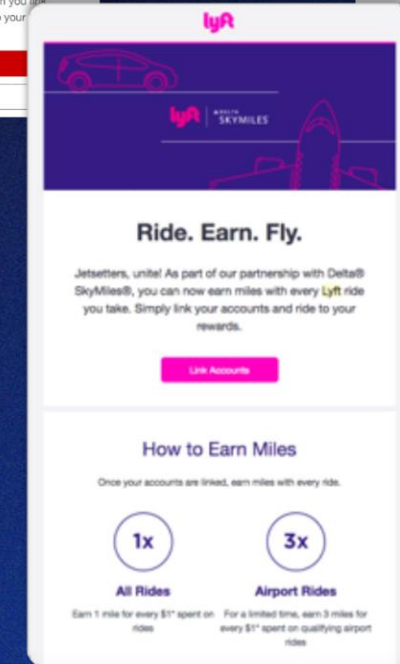 your
lyft
lyft | DELTA
SKYMILES
Ride. Earn. Fly.
Jetsetters, unite! As part of our partnership with Delta®
SkyMiles®, you can now earn miles with every Lyft ride
you take. Simply link your accounts and ride to your
rewards.
Link Accounts
How to Earn Miles
Once your accounts are linked, earn miles with every ride.
1x
3x
All Rides
Airport Rides
Earn 1 mile for every $1* spent on
rides
For a limited time, earn 3 miles for
every $1* spent on qualifying airport
rides